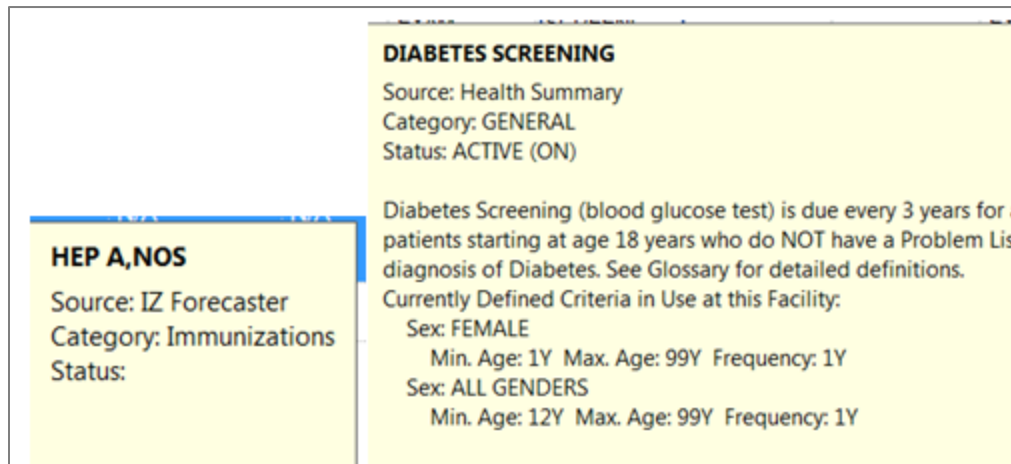 HEP A,NOS
Source: IZ Forecaster
Category: Immunizations
Status:
DIABETES SCREENING
Source: Health Summary
Category: GENERAL
Status: ACTIVE (ON)
Diabetes Screening (blood glucose test) is due every 3 years for
patients starting at age 18 years who do NOT have a Problem
diagnosis of Diabetes. See Glossary for detailed definitions.
Currently Defined Criteria in Use at this Facility:
Sex: FEMALE
Min. Age: 1Y Max. Age: 99Y Frequency: 1Y
Sex: ALL GENDERS
Min. Age: 12Y Max. Age: 99Y Frequency: 1Y